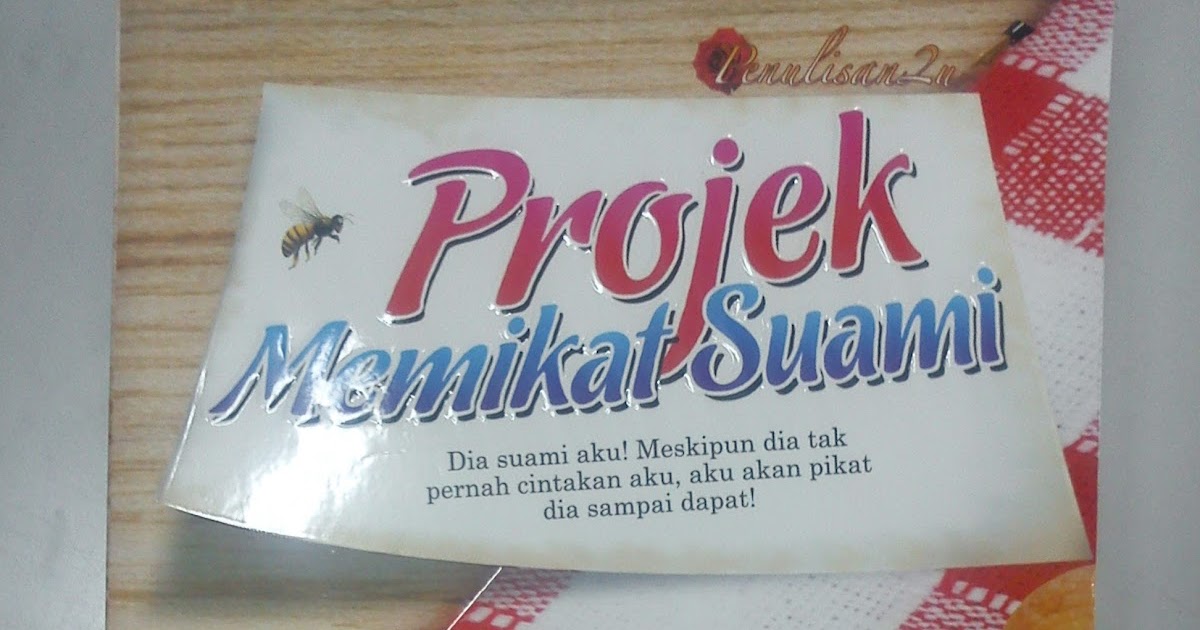 Penulisan2u
Projek
Memikat Suami
Dia suami aku! Meskipun dia tak
pernah cintakan aku, aku akan pikat
dia sampai dapat!